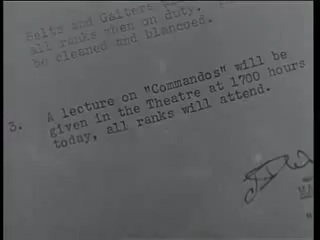 Belts and Gaiters
all ranks when on duty.
be cleaned and blancoed.
3. A lecture on "Commandos" will be
given in the Theatre at 1700 hours
today, all ranks will attend.